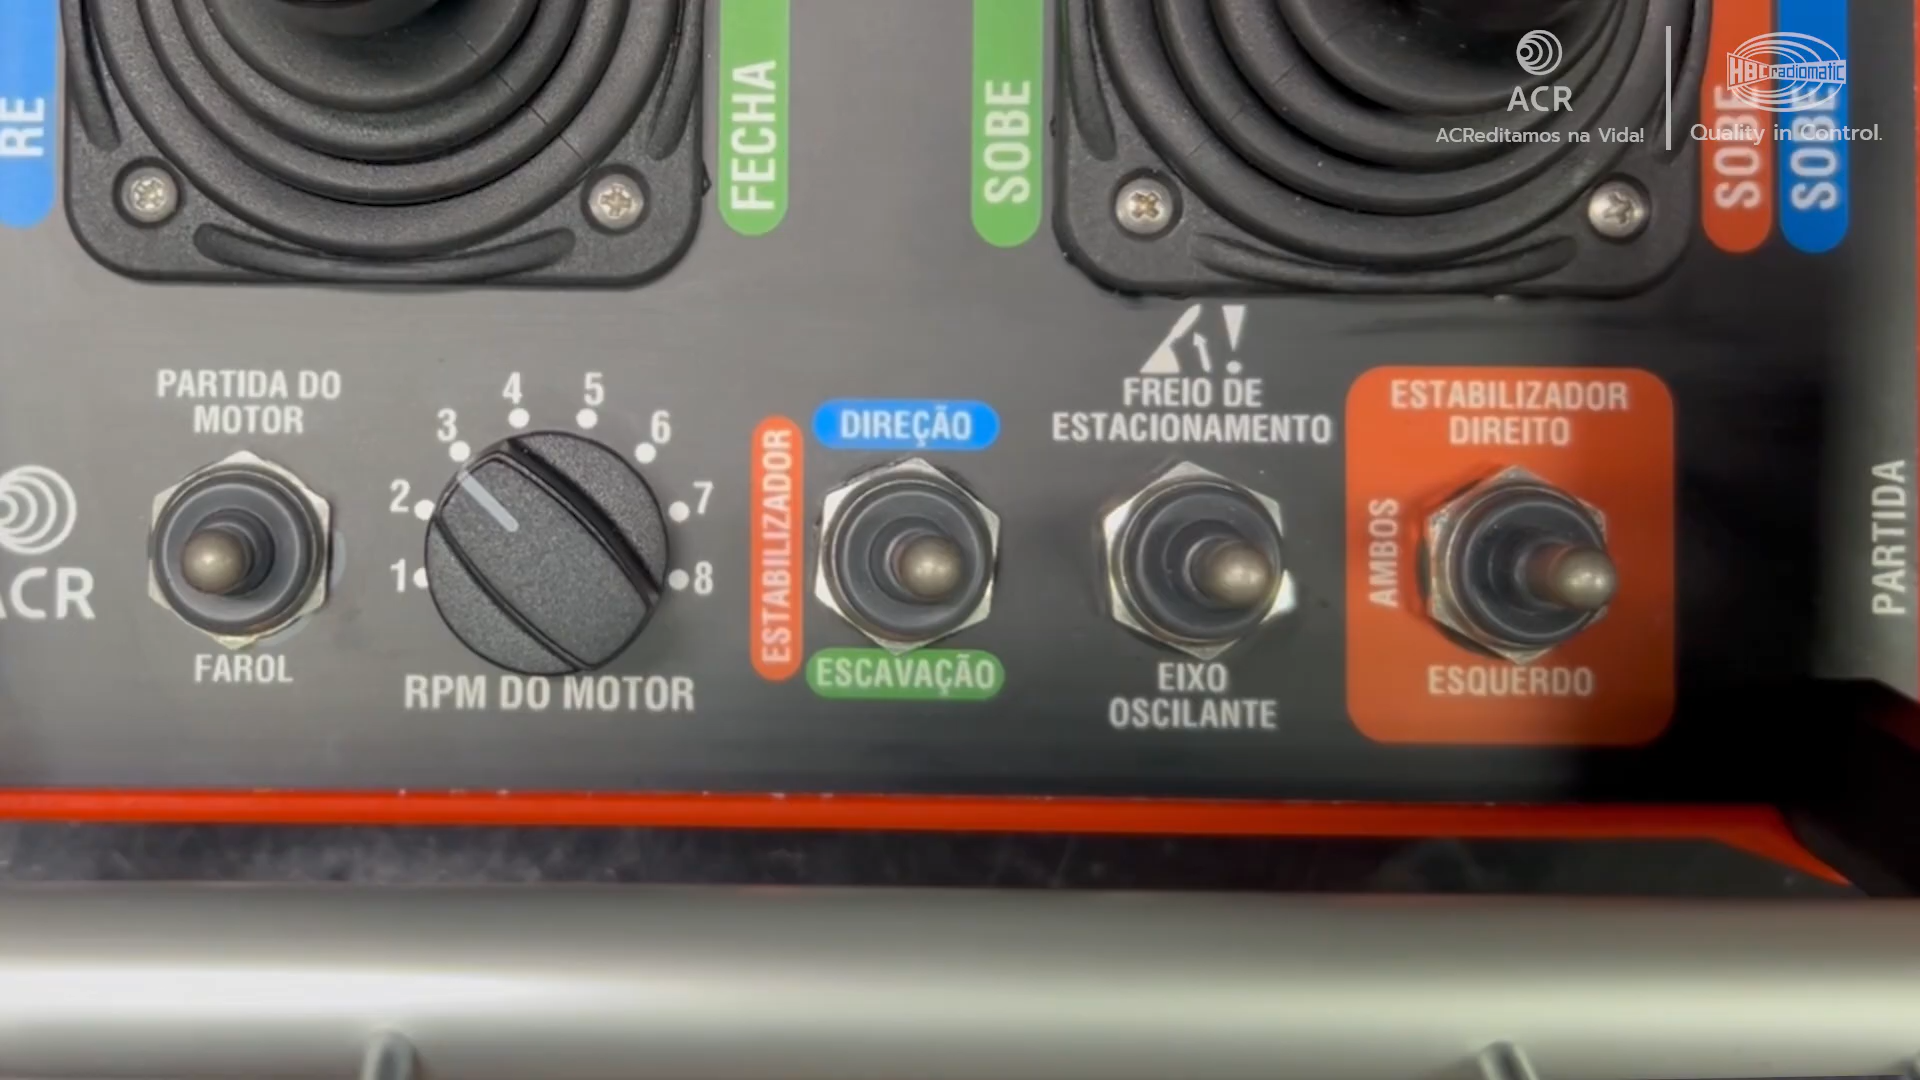 RÉ
FECHA
SOBE
SOBE
SOBE
ACR
ACReditamos na Vida!
HBC radiomatic
Quality in Control.
PARTIDA DO
MOTOR
FAROL
ACR
1
2
3
4
5
6
7
8
RPM DO MOTOR
ESTABILIZADOR
DIREÇÃO
ESCAVAÇÃO
!
FREIO DE
ESTACIONAMENTO
EIXO
OSCILANTE
ESTABILIZADOR
DIREITO
AMBOS
ESQUERDO
PARTIDA